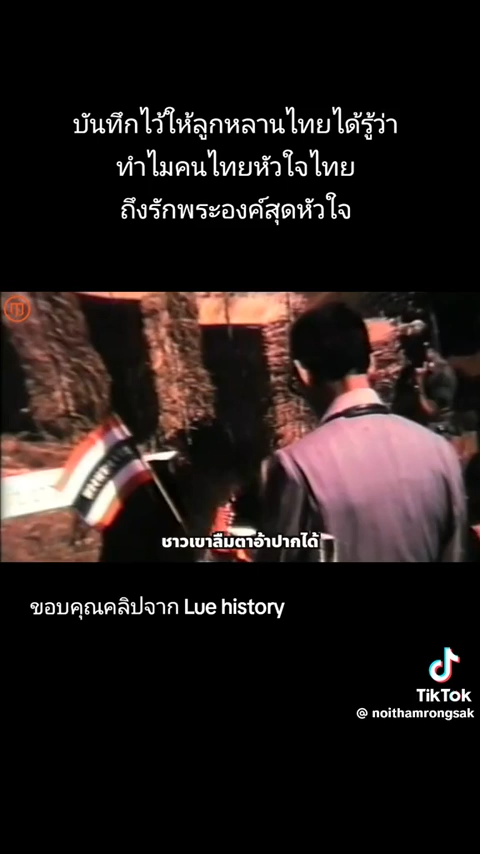 บันทึกไว้ให้ลูกหลานไทยได้รู้ว่า
ทำไมคนไทยหัวใจไทย
ถึงรักพระองค์สุดหัวใจ
ชาวเขาลืมตาอ้าปากได้
ขอบคุณคลิปจาก Lue history
TikTok
@ noithamrongsak